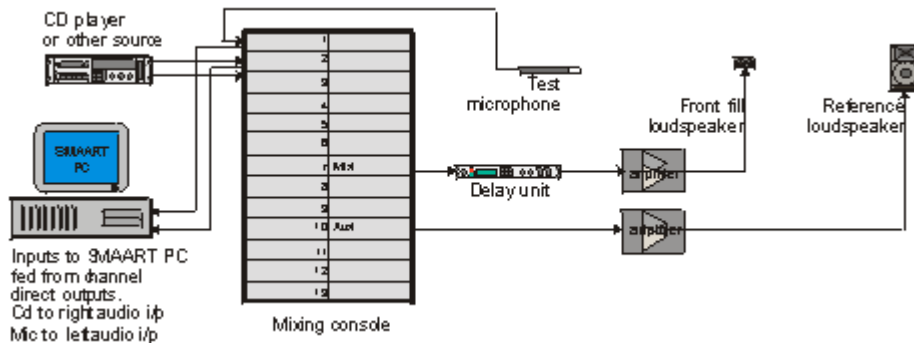 CD player
or other source
SMAART
PC
Inputs to SMAART PC
fed from channel
direct outputs.
Cd to right audio i/p
Mic to left audio i/p
1
2
3
4
5
6
7 Mix
8
9
10 Aux
11
12
13
Mixing console
Test
microphone
Delay unit
amplifier
amplifier
Front fill
loudspeaker
Reference
loudspeaker